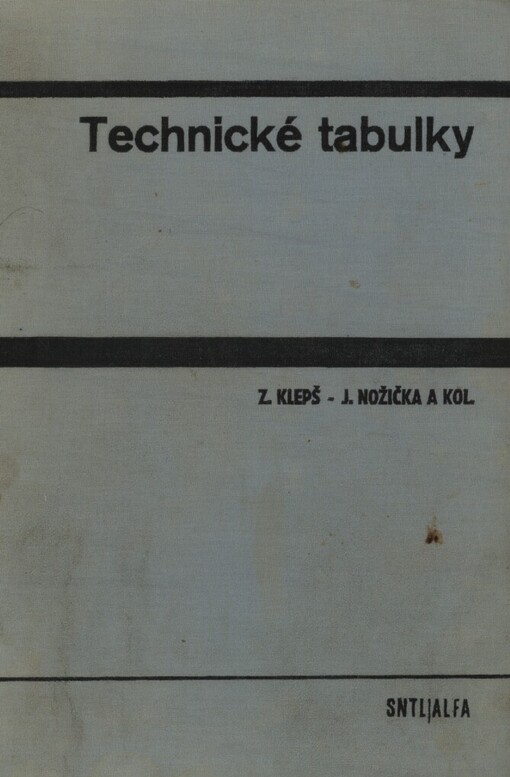 Technické tabulky
Z. KLEPŠ - J. NOŽIČKA A KOL.
SNTL/ALFA